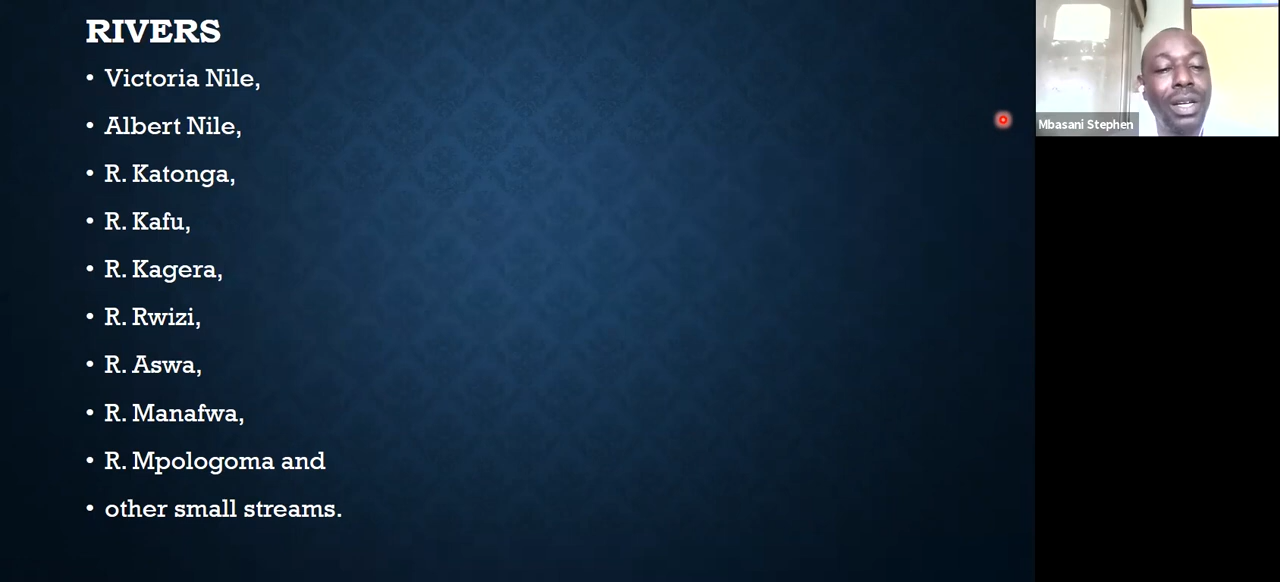 RIVERS
• Victoria Nile,
• Albert Nile,
• R. Katonga,
• R. Kafu,
• R. Kagera,
• R. Rwizi,
• R. Aswa,
• R. Manafwa,
• R. Mpologoma and
• other small streams.
Mbasani Stephen